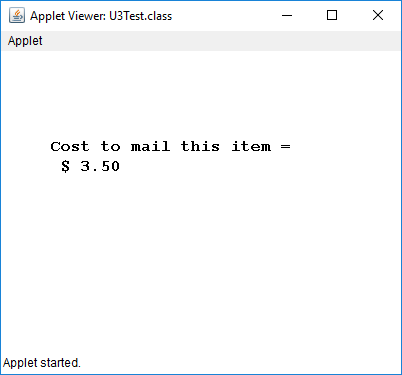 Applet Viewer: U3Test.class
Applet
Cost to mail this item =
$ 3.50
Applet started.